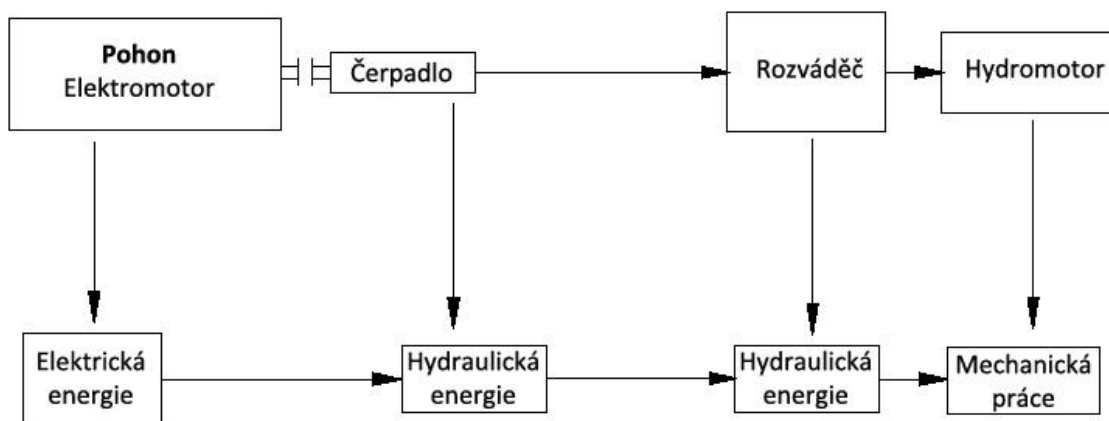 Pohon
Elektromotor
Čerpadlo
Rozváděč
Hydromotor
Elektrická
energie
Hydraulická
energie
Hydraulická
energie
Mechanická
práce